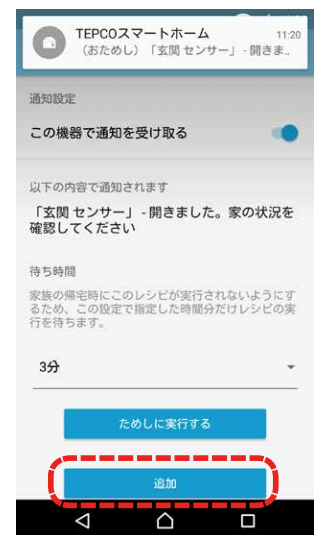 TEPCOスマートホーム 11:20
（おためし）「玄関 センサー」- 開きま..
通知設定
この機器で通知を受け取る
以下の内容で通知されます
「玄関 センサー」- 開きました。家の状況を
確認してください
待ち時間
家族の帰宅時にこのレシピが実行されないようにす
るため、この設定で指定した時間分だけレシピの実
行を待ちます。
3分
ためしに実行する
追加